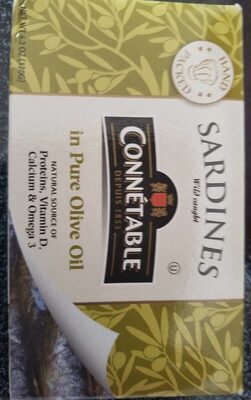 HAND
PACKED
SARDINES
Wild caught
CONNÉTABLE
DEPUIS 1853
U
in Pure Olive Oil
NATURAL SOURCE OF
Proteins, Vitamin D,
Calcium & Omega 3